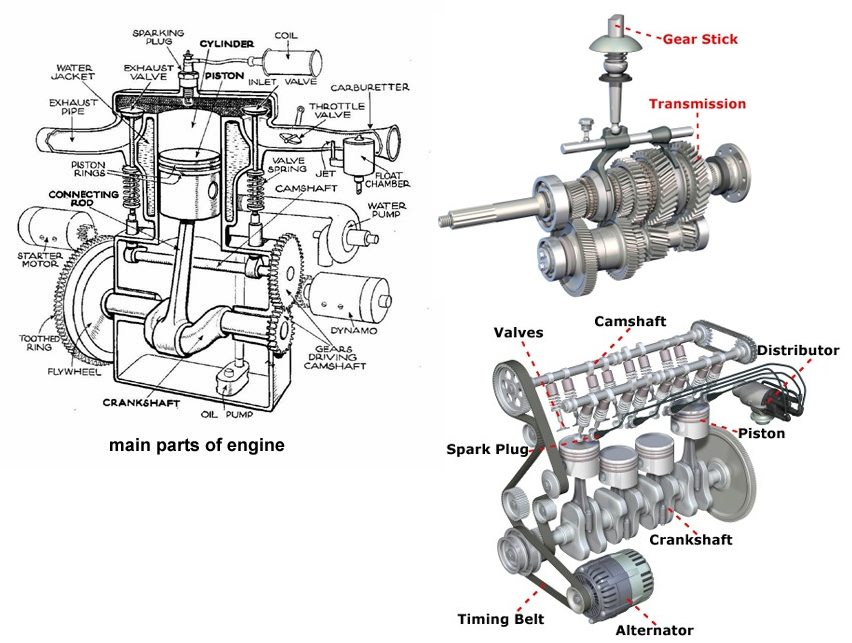 SPARKING
PLUG
CYLINDER
COIL
WATER
JACKET
EXHAUST
VALVE
PISTON
INLET VALVE
CARBURETTER
EXHAUST
PIPE
THROTTLE
VALVE
PISTON
RINGS
VALVE
SPRING
JET
FLOAT
CHAMBER
CONNECTING
ROD
CAMSHAFT
WATER
PUMP
STARTER
MOTOR
DYNAMO
TOOTHED
RING
GEARS
DRIVING
CAMSHAFT
FLYWHEEL
CRANKSHAFT
OIL PUMP
main parts of engine
Gear Stick
Transmission
Camshaft
Valves
Distributor
Piston
Spark Plug
Crankshaft
Timing Belt
Alternator